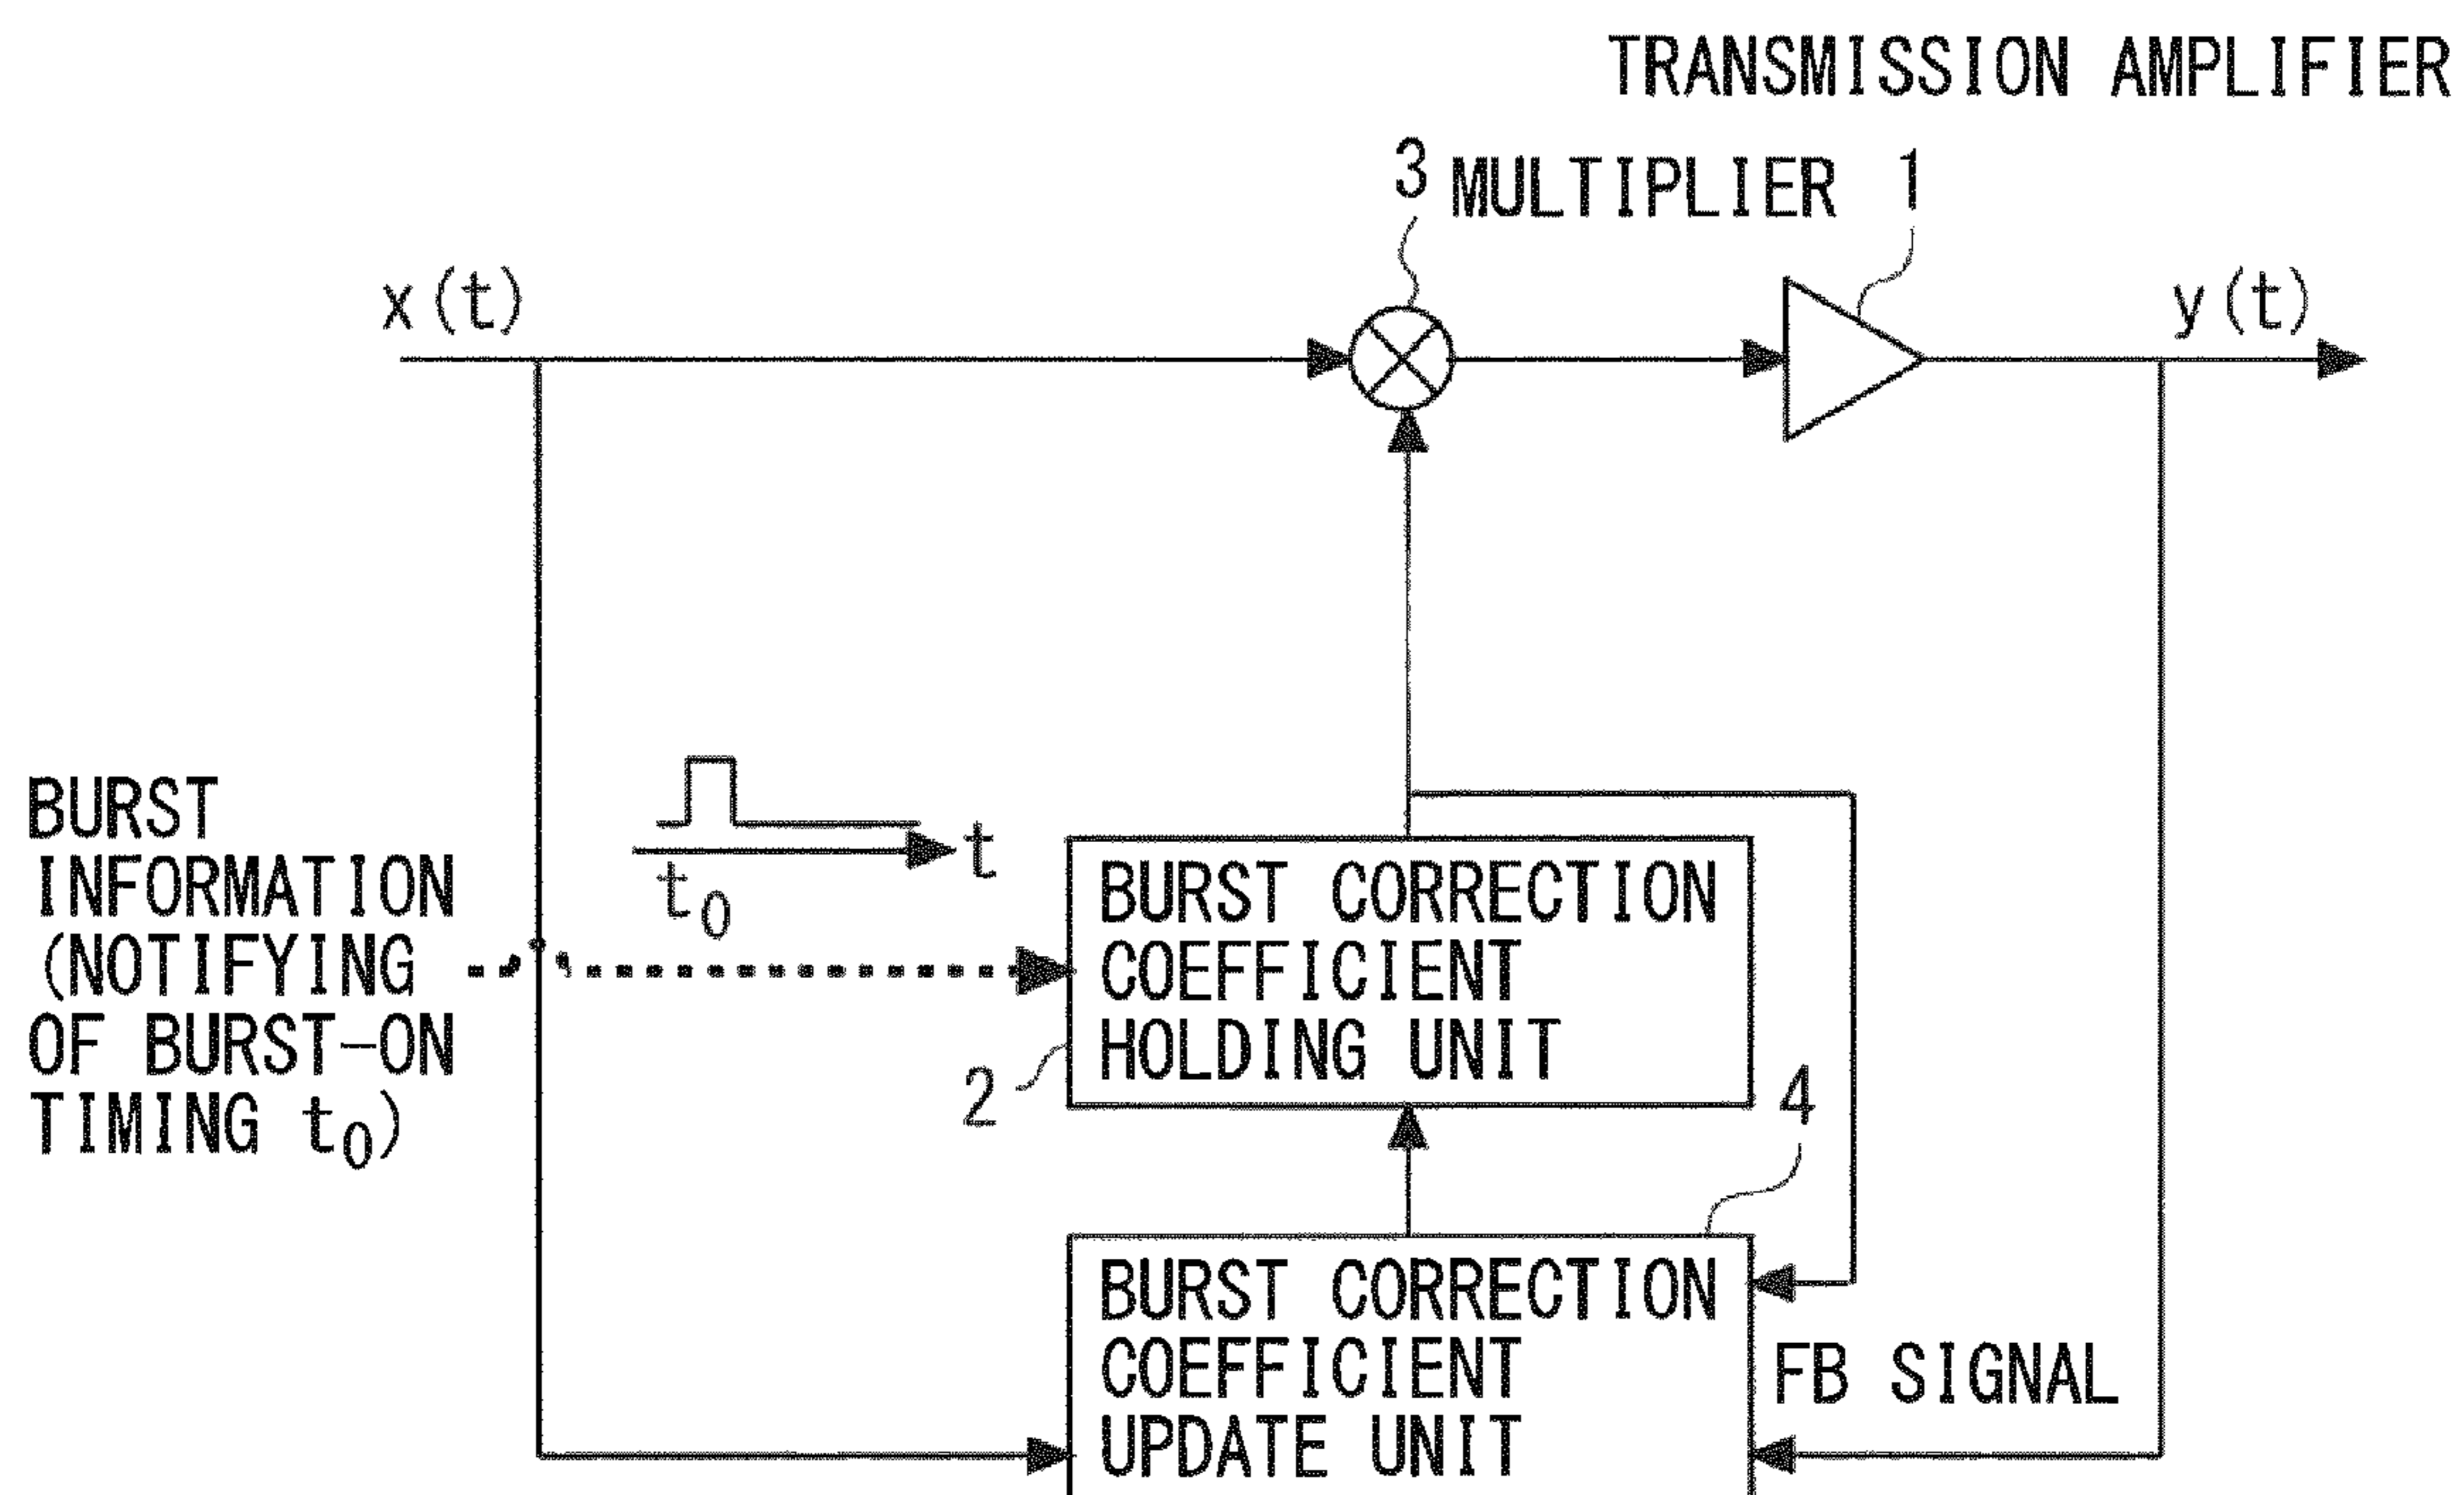 TRANSMISSION AMPLIFIER
3 MULTIPLIER 1
x(t)
y(t)
BURST
INFORMATION
(NOTIFYING
OF BURST-ON
TIMING t0)
t
t0
BURST CORRECTION
COEFFICIENT
HOLDING UNIT
2
4
BURST CORRECTION
COEFFICIENT
UPDATE UNIT
FB SIGNAL